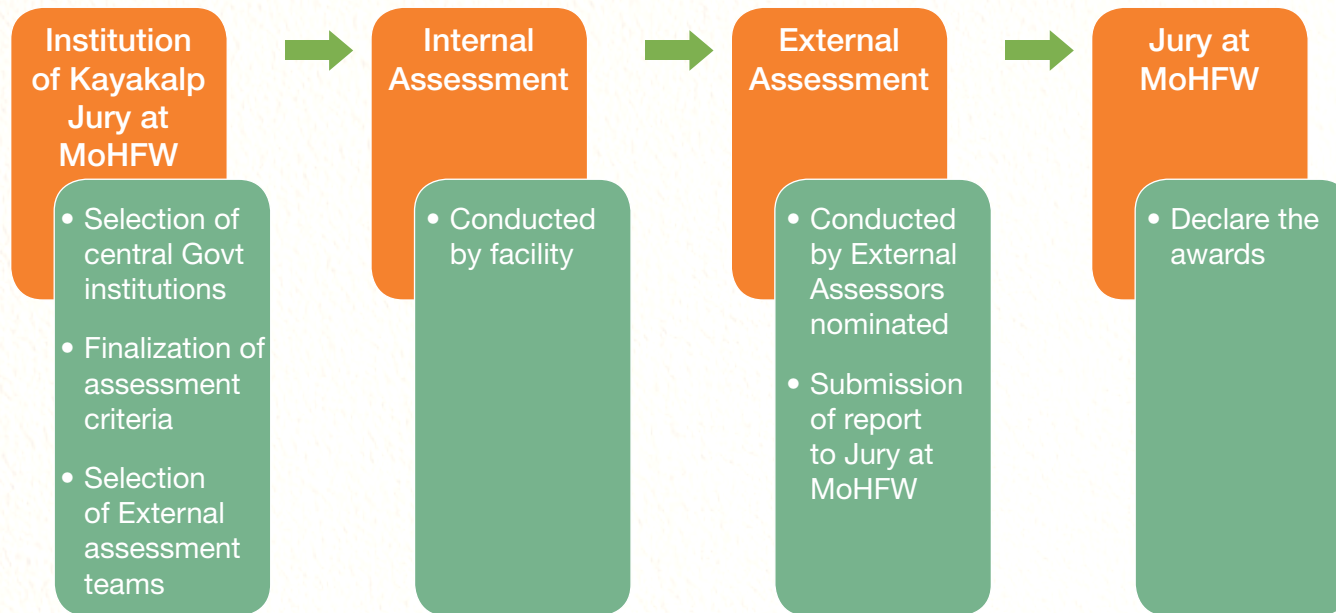 Institution
of Kayakalp
Jury at
MoHFW
• Selection of
central Govt
institutions
• Finalization of
assessment
criteria
• Selection
of External
assessment
teams
Internal
Assessment
• Conducted
by facility
External
Assessment
• Conducted
by External
Assessors
nominated
• Submission
of report
to Jury at
MoHFW
Jury at
MoHFW
• Declare the
awards